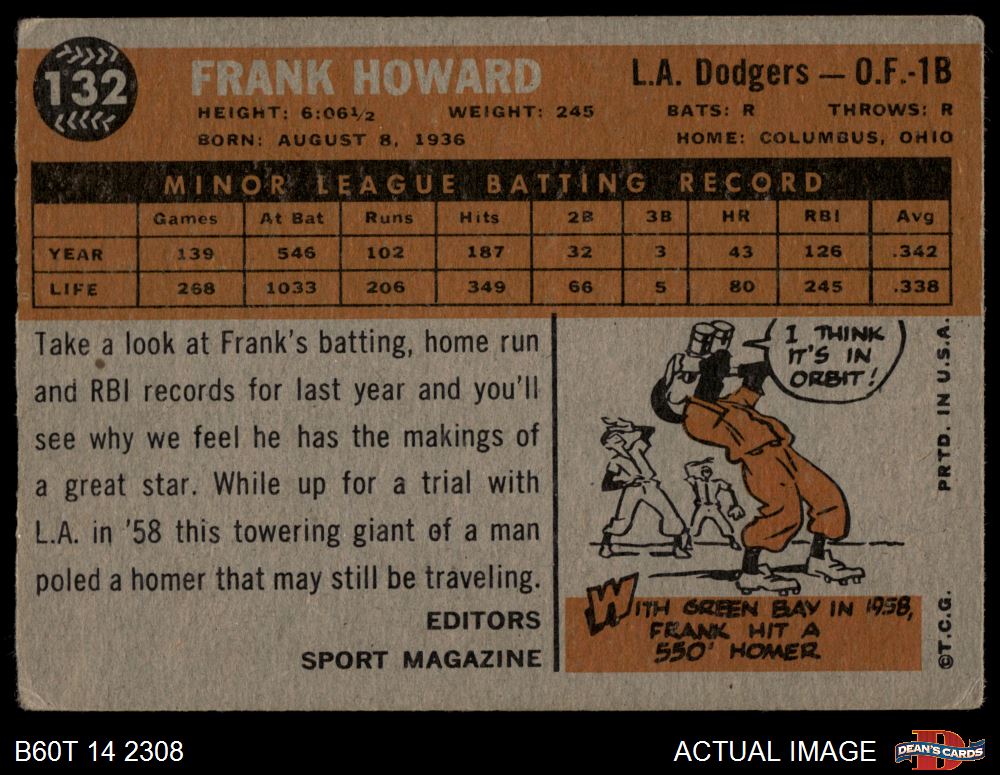 132
FRANK HOWARD
L.A. Dodgers — O.F.-1B
HEIGHT: 6:06½ WEIGHT: 245 BATS: R THROWS: R
BORN: AUGUST 8, 1936 HOME: COLUMBUS, OHIO
MINOR LEAGUE BATTING RECORD
Games At Bat Runs Hits 2B 3B HR RBI Avg
YEAR 139 546 102 187 32 3 43 126 .342
LIFE 268 1033 206 349 66 5 80 245 .338
Take a look at Frank's batting, home run
and RBI records for last year and you'll
see why we feel he has the makings of
a great star. While up for a trial with
L.A. in '58 this towering giant of a man
poled a homer that may still be traveling.
EDITORS
SPORT MAGAZINE
I THINK
IT'S IN
ORBIT!
WITH GREEN BAY IN 1958,
FRANK HIT A
550' HOMER
PRTD. IN U.S.A.
©T.C.G.
B60T 14 2308
ACTUAL IMAGE
D
DEAN'S CARDS